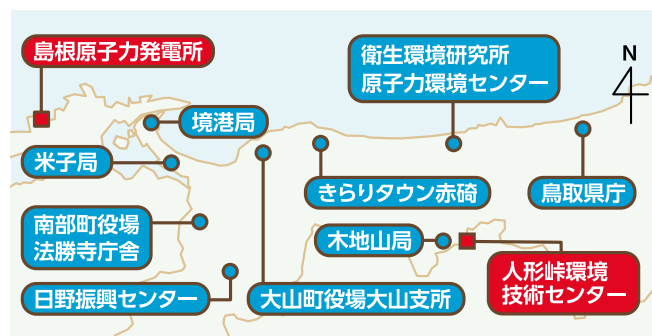 島根原子力発電所
衛生環境研究所
原子力環境センター
N
境港局
米子局
きらりタウン赤碕
鳥取県庁
南部町役場
法勝寺庁舎
木地山局
人形峠環境
技術センター
日野振興センター
大山町役場大山支所